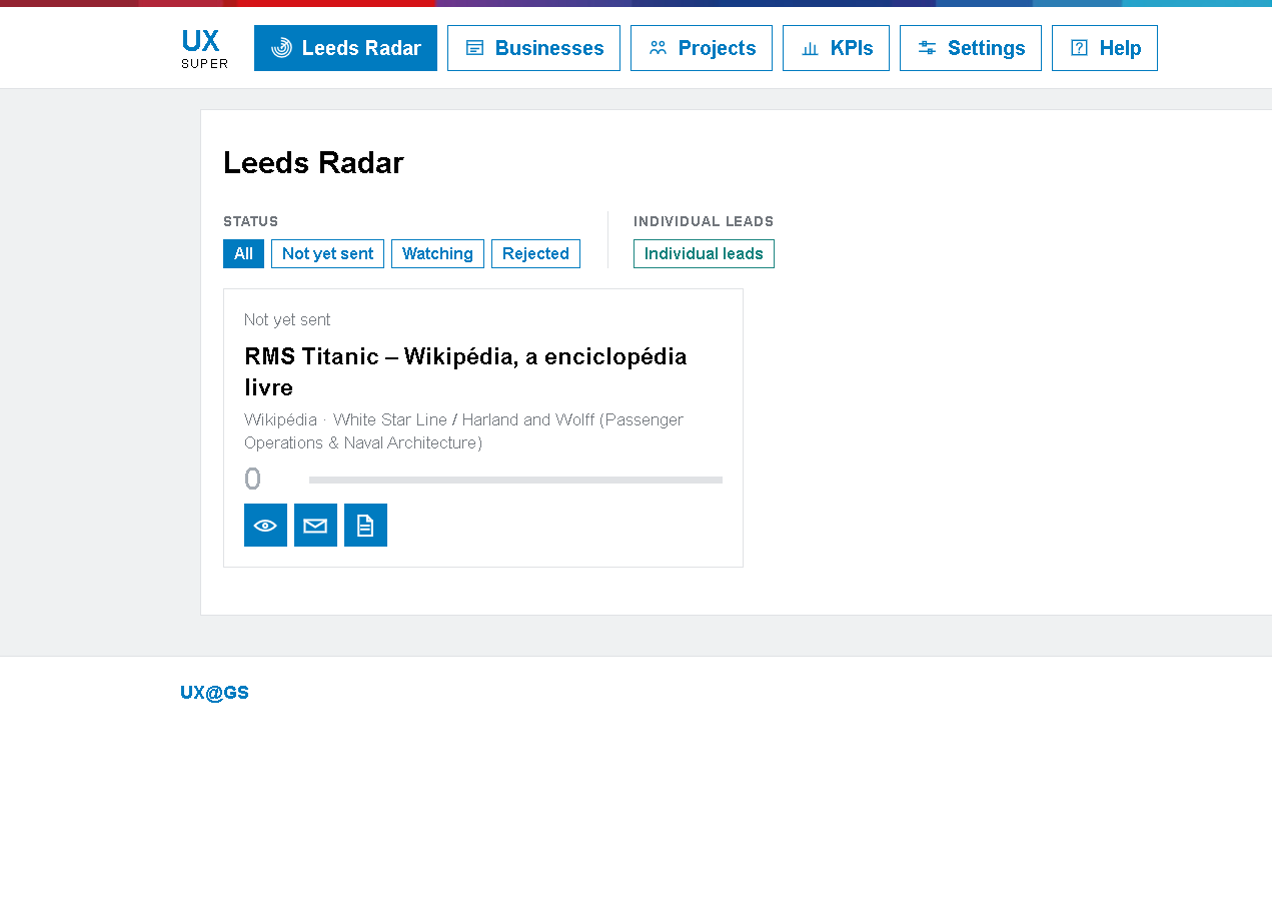 UX
SUPER
Leeds Radar
Businesses
Projects
KPIs
Settings
Help
Leeds Radar
STATUS
INDIVIDUAL LEADS
All
Not yet sent
Watching
Rejected
Individual leads
Not yet sent
RMS Titanic – Wikipédia, a enciclopédia
livre
Wikipédia · White Star Line / Harland and Wolff (Passenger
Operations & Naval Architecture)
0
UX@GS